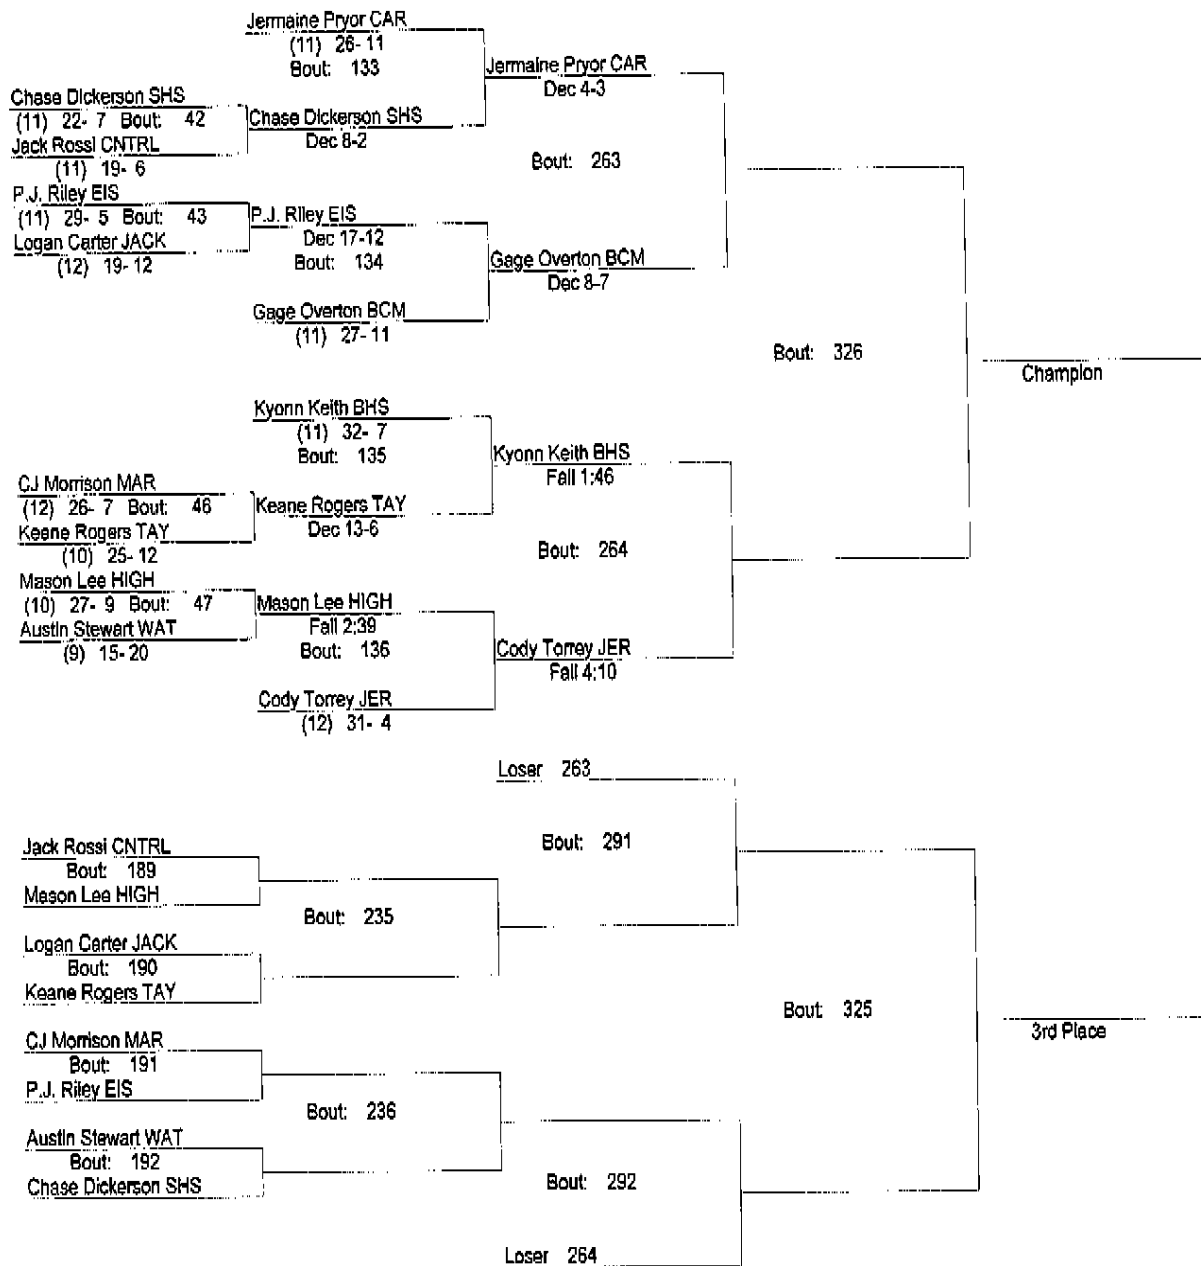 Jermaine Pryor CAR
(11) 26- 11
Bout: 133
Jermaine Pryor CAR
Dec 4-3
Chase Dickerson SHS
(11) 22- 7 Bout: 42
Chase Dickerson SHS
Dec 8-2
Jack Rossi CNTRL
(11) 19- 6
Bout: 263
P.J. Riley EIS
(11) 29- 5 Bout: 43
P.J. Riley EIS
Dec 17-12
Logan Carter JACK
(12) 19- 12
Bout: 134
Gage Overton BCM
Dec 8-7
Gage Overton BCM
(11) 27- 11
Bout: 326
Champion
Kyonn Keith BHS
(11) 32- 7
Bout: 135
Kyonn Keith BHS
Fall 1:46
CJ Morrison MAR
(12) 26- 7 Bout: 46
Keane Rogers TAY
Dec 13-6
Keene Rogers TAY
(10) 25- 12
Bout: 264
Mason Lee HIGH
(10) 27- 9 Bout: 47
Mason Lee HIGH
Fall 2:39
Austin Stewart WAT
(9) 15- 20
Bout: 136
Cody Torrey JER
Fall 4:10
Cody Torrey JER
(12) 31- 4
Loser 263
Bout: 291
Jack Rossi CNTRL
Bout: 189
Mason Lee HIGH
Bout: 235
Logan Carter JACK
Bout: 190
Keane Rogers TAY
Bout: 325
3rd Place
CJ Morrison MAR
Bout: 191
P.J. Riley EIS
Bout: 236
Austin Stewart WAT
Bout: 192
Chase Dickerson SHS
Bout: 292
Loser 264